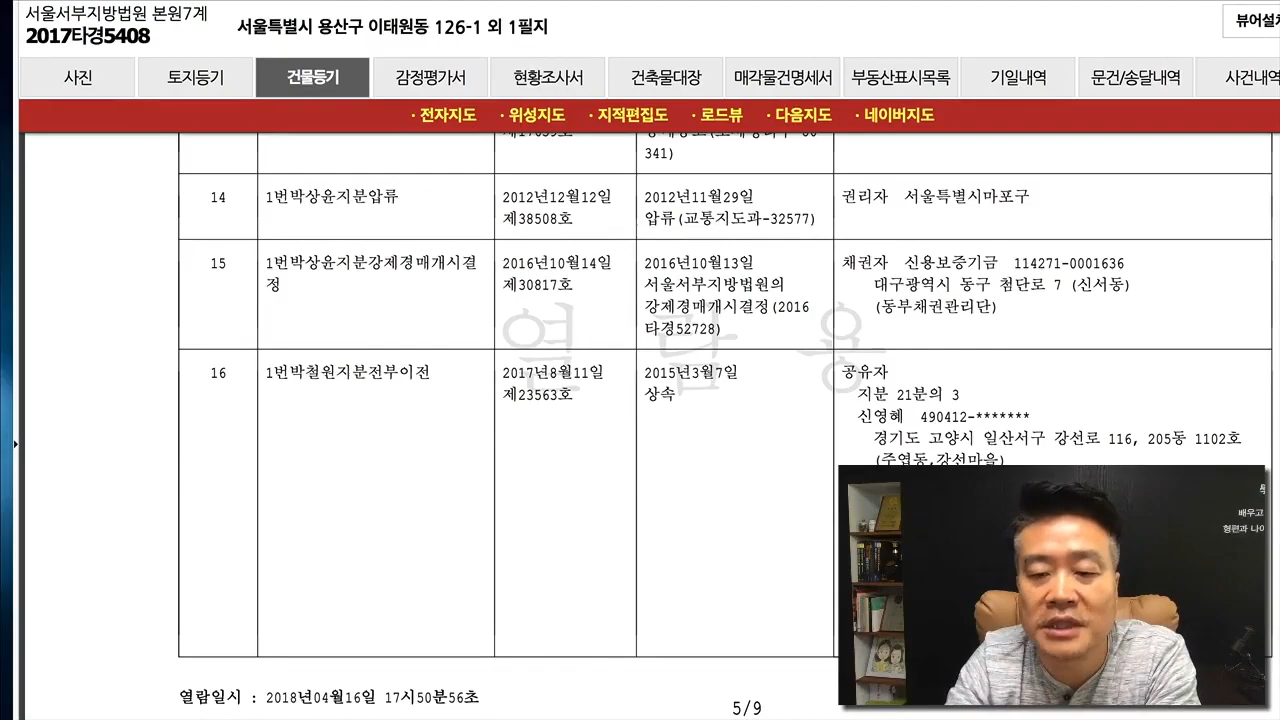 서울서부지방법원 본원7계
2017타경5408
서울특별시 용산구 이태원동 126-1 외 1필지
사진 토지등기 건물등기 감정평가서 현황조사서 건축물대장 매각물건명세서 부동산표시목록 기일내역 문건/송달내역 사건내역
· 전자지도 · 위성지도 · 지적편집도 · 로드뷰 · 다음지도 · 네이버지도
341)
14 1번박상윤지분압류 2012년12월12일 2012년11월29일 권리자 서울특별시마포구
제38508호 압류(교통지도과-32577)
15 1번박상윤지분강제경매개시결 2016년10월14일 2016년10월13일 채권자 신용보증기금 114271-0001636
정 제30817호 서울서부지방법원의 대구광역시 동구 첨단로 7 (신서동)
강제경매개시결정(2016 (동부채권관리단)
타경52728)
열 람 용
16 1번박철원지분전부이전 2017년8월11일 2015년3월7일 공유자
제23563호 상속 지분 21분의 3
신영혜 490412-*******
경기도 고양시 일산서구 강선로 116, 205동 1102호
(주엽동,강선마을)
배우고
형편과 나이
열람일시 : 2018년04월16일 17시50분56초
5/9